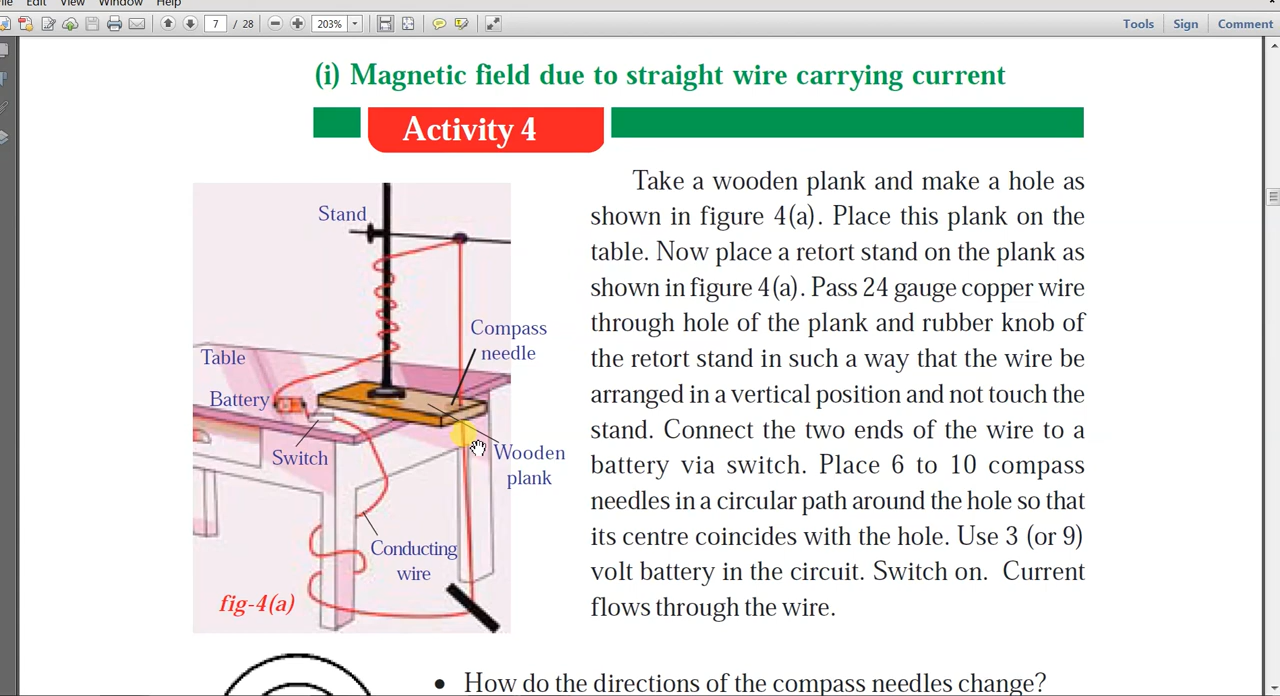 Edit View Window Help
7 / 28 203% Tools Sign Comment
(i) Magnetic field due to straight wire carrying current
Activity 4
Take a wooden plank and make a hole as
shown in figure 4(a). Place this plank on the
table. Now place a retort stand on the plank as
shown in figure 4(a). Pass 24 gauge copper wire
through hole of the plank and rubber knob of
the retort stand in such a way that the wire be
arranged in a vertical position and not touch the
stand. Connect the two ends of the wire to a
battery via switch. Place 6 to 10 compass
needles in a circular path around the hole so that
its centre coincides with the hole. Use 3 (or 9)
volt battery in the circuit. Switch on. Current
flows through the wire.
Stand
Compass
needle
Table
Battery
Switch
Wooden
plank
Conducting
wire
fig-4(a)
• How do the directions of the compass needles change?